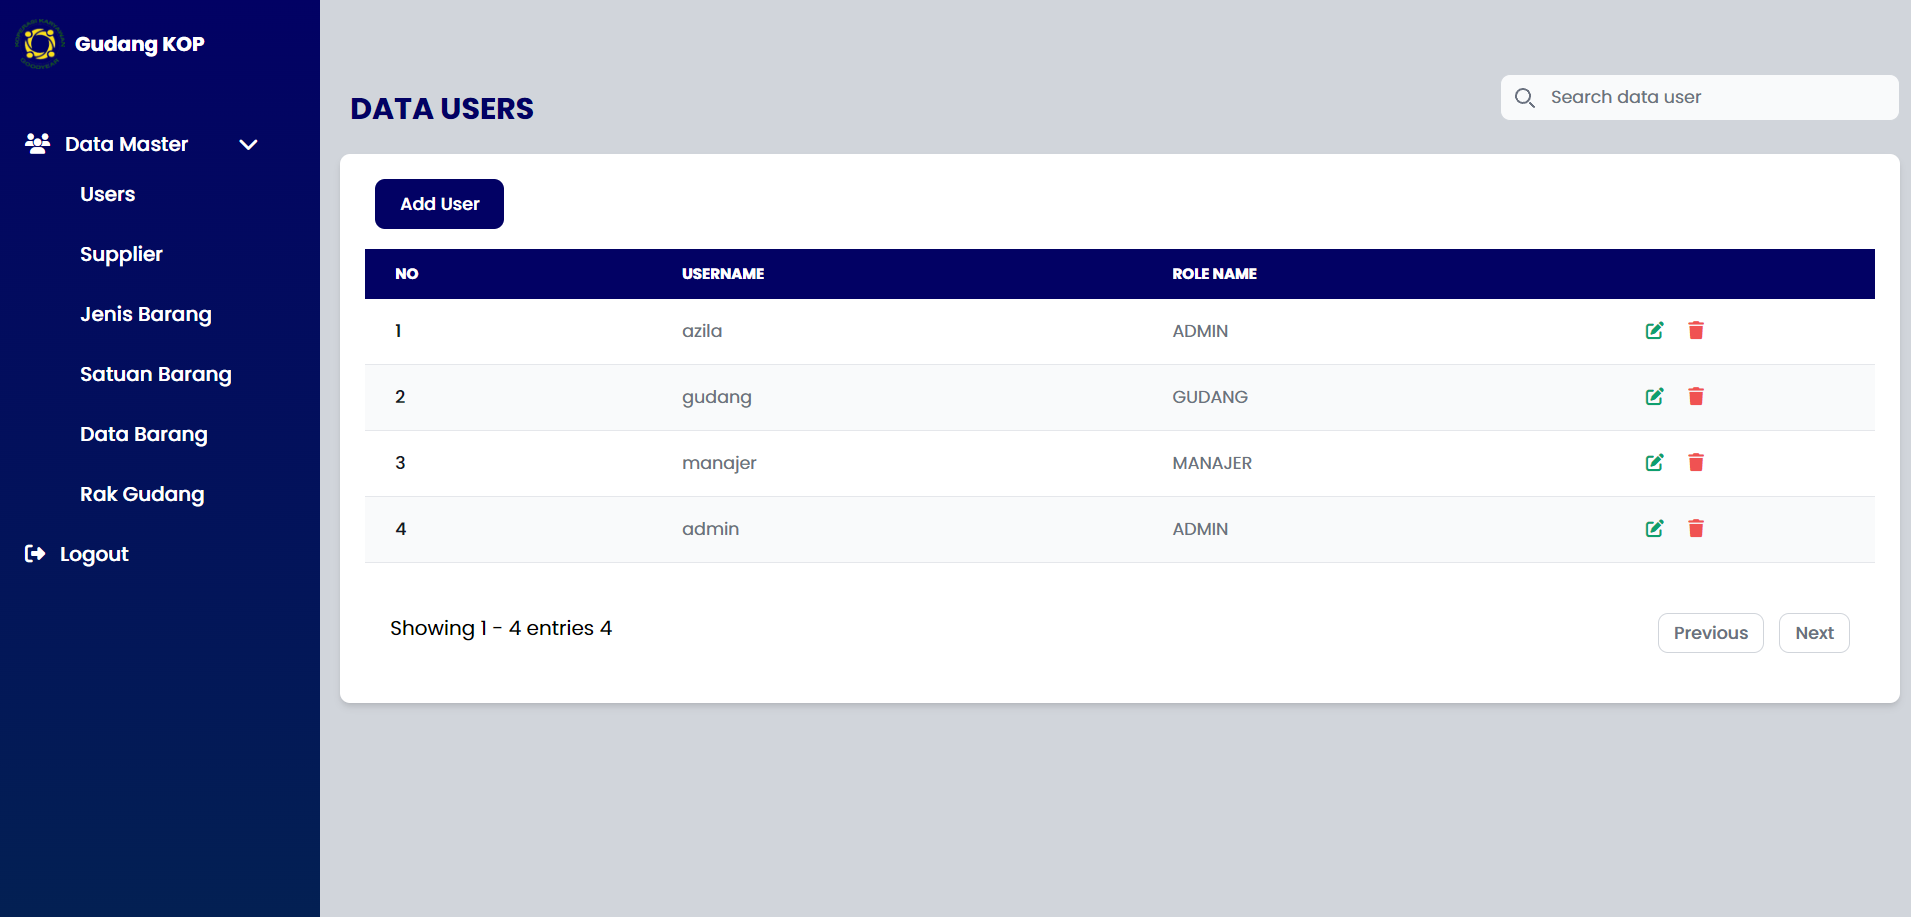 Gudang KOP
Data Master
Users
Supplier
Jenis Barang
Satuan Barang
Data Barang
Rak Gudang
Logout
DATA USERS
Search data user
Add User
NO USERNAME ROLE NAME
1 azila ADMIN
2 gudang GUDANG
3 manajer MANAJER
4 admin ADMIN
Showing 1 - 4 entries 4
Previous Next